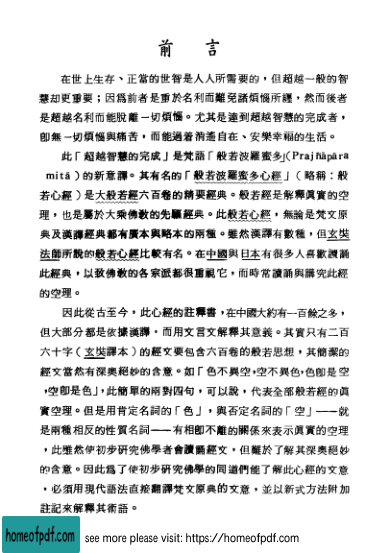 前言
在世上生存、正當的世智是人人所需要的，但超越一般的智
慧却更重要；因爲前者是重於名利而難免諸煩惱所纏，然而後者
是超越名利而能脫離一切煩惱。尤其是達到超越智慧的完成者，
卽無一切煩惱與痛苦，而能過着消遙自在、安樂幸福的生活。
此「超越智慧的完成」是梵語「般若波羅蜜多」(Prajñāpāra
mitā）的新意譯。其有名的「般若波羅蜜多心經」（略稱：般
若心經）是大般若經六百卷的精要經典。般若經是解釋眞實的空
理，也是屬於大乘佛教的先驅經典。此般若心經，無論是梵文原
典及漢譯經典都有廣本與略本的兩種。雖然漢譯有數種，但玄奘
法師所說的般若心經比較有名。在中國與日本有很多人喜歡讀誦
此經典，以致佛敎的各宗派都很重視它，而時常讀誦與講究此經
的空理。
因此從古至今，此心經的註釋書，在中國大約有一百餘之多，
但大部分都是依據漢譯，而用文言文解釋其意義。其實只有二百
六十字（玄奘譯本）的經文要包含六百卷的般若思想，其簡潔的
經文當然有深奧絕妙的含意。如「色不異空，空不異色，色卽是空
，空卽是色」，此簡單的兩對四句，可以說，代表全部般若經的眞
實空理。但是用肯定名詞的「色」，與否定名詞的「空」——就
是兩種相反的性質名詞——有相卽不離的關係來表示眞實的空理
，此雖然使初步研究佛學者會讀誦經文，但難於了解其深奧絕妙
的含意。因此爲了使初步研究佛學的同道們能了解此心經的文意
，必須用現代語法直接翻譯梵文原典的文意，並以新式方法附加
註記來解釋其術語。
homeofpdf.com
see more please visit: https://homeofpdf.com